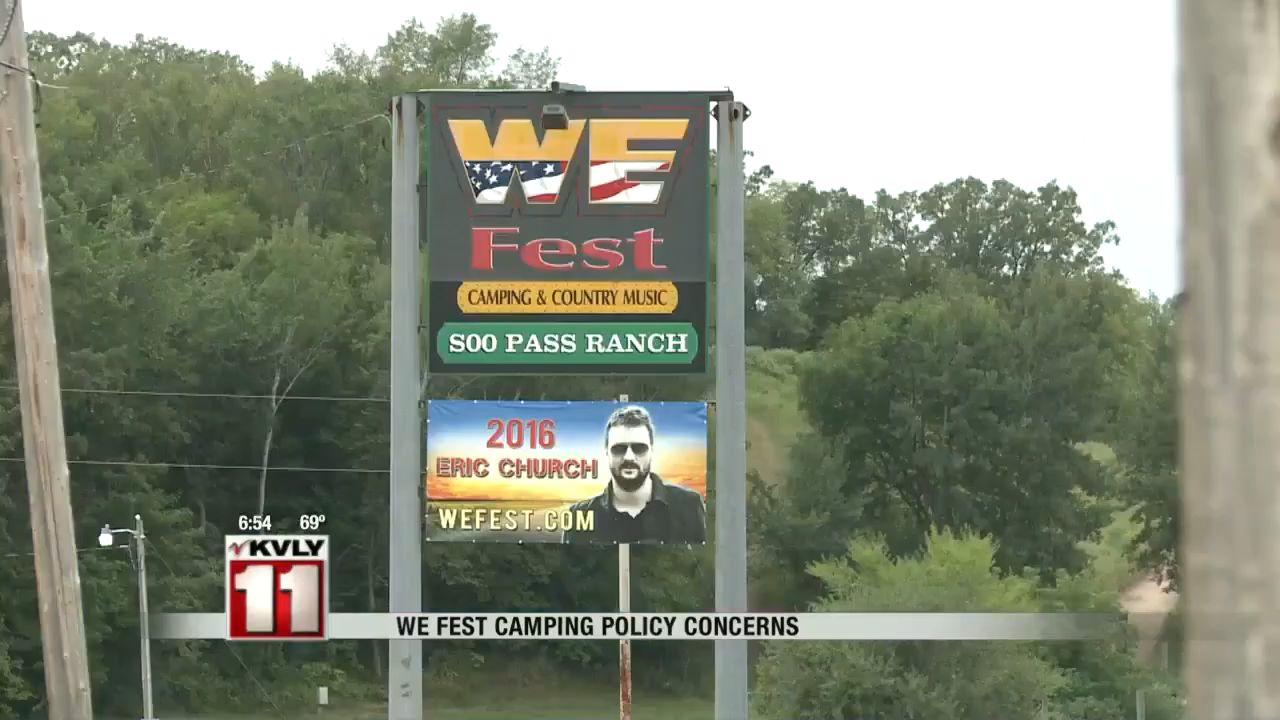 WE
Fest
CAMPING & COUNTRY MUSIC
SOO PASS RANCH
2016
ERIC CHURCH
WEFEST.COM
6:54 69°
KVLY
11
WE FEST CAMPING POLICY CONCERNS